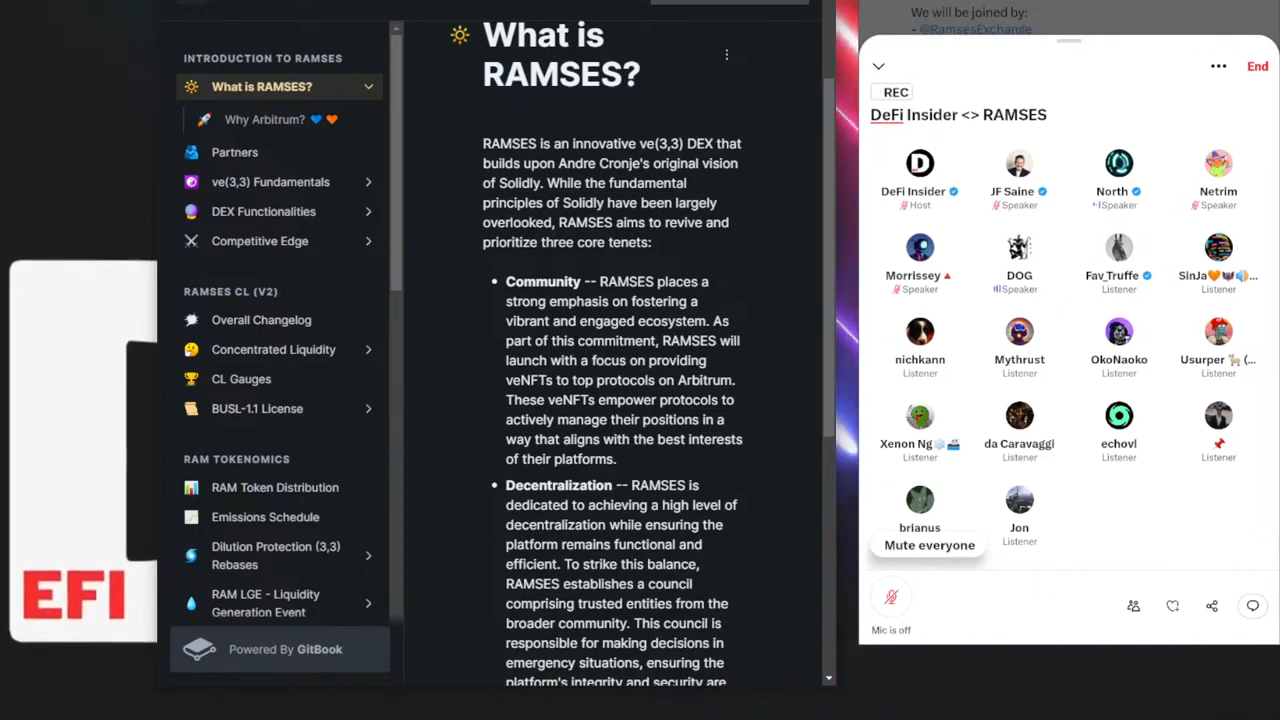 EFI
INTRODUCTION TO RAMSES
What is RAMSES?
Why Arbitrum? 💙 🧡
Partners
ve(3,3) Fundamentals
DEX Functionalities
Competitive Edge
RAMSES CL (V2)
Overall Changelog
Concentrated Liquidity
CL Gauges
BUSL-1.1 License
RAM TOKENOMICS
RAM Token Distribution
Emissions Schedule
Dilution Protection (3,3)
Rebases
RAM LGE - Liquidity
Generation Event
Powered By GitBook
What is
RAMSES?
RAMSES is an innovative ve(3,3) DEX that
builds upon Andre Cronje's original vision
of Solidly. While the fundamental
principles of Solidly have been largely
overlooked, RAMSES aims to revive and
prioritize three core tenets:
• Community -- RAMSES places a
strong emphasis on fostering a
vibrant and engaged ecosystem. As
part of this commitment, RAMSES will
launch with a focus on providing
veNFTs to top protocols on Arbitrum.
These veNFTs empower protocols to
actively manage their positions in a
way that aligns with the best interests
of their platforms.
• Decentralization -- RAMSES is
dedicated to achieving a high level of
decentralization while ensuring the
platform remains functional and
efficient. To strike this balance,
RAMSES establishes a council
comprising trusted entities from the
broader community. This council is
responsible for making decisions in
emergency situations, ensuring the
platform's integrity and security are
We will be joined by:
- @RamsesExchange
End
REC
DeFi Insider <> RAMSES
DeFi Insider JF Saine North Netrim
Host Speaker Speaker Speaker
Morrissey🔺 DOG Fav_Truffe SinJa🧡🦇🔊...
Speaker Speaker Listener Listener
nichkann Mythrust OkoNaoko Usurper 🐐 (...
Listener Listener Listener Listener
Xenon Ng da Caravaggi echovl 📌
Listener Listener Listener Listener
brianus Jon
Listener
Mute everyone
Mic is off